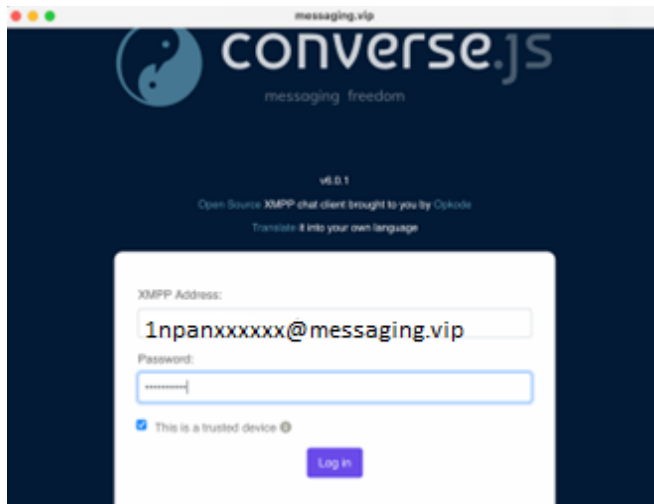 messaging.vip
converse.js
messaging freedom
v6.0.1
Open Source XMPP chat client brought to you by Opkode
Translate it into your own language
XMPP Address:
1npanxxxxxx@messaging.vip
Password:
This is a trusted device
Log in